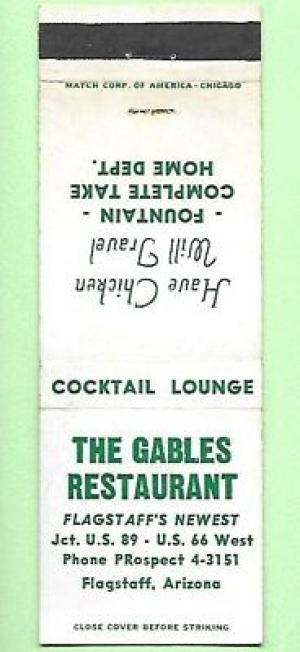 MATCH CORP. OF AMERICA - CHICAGO
Have Chicken
Will Travel
- FOUNTAIN -
COMPLETE TAKE
HOME DEPT.
COCKTAIL LOUNGE
THE GABLES
RESTAURANT
FLAGSTAFF'S NEWEST
Jct. U.S. 89 - U.S. 66 West
Phone PRospect 4-3151
Flagstaff, Arizona
CLOSE COVER BEFORE STRIKING